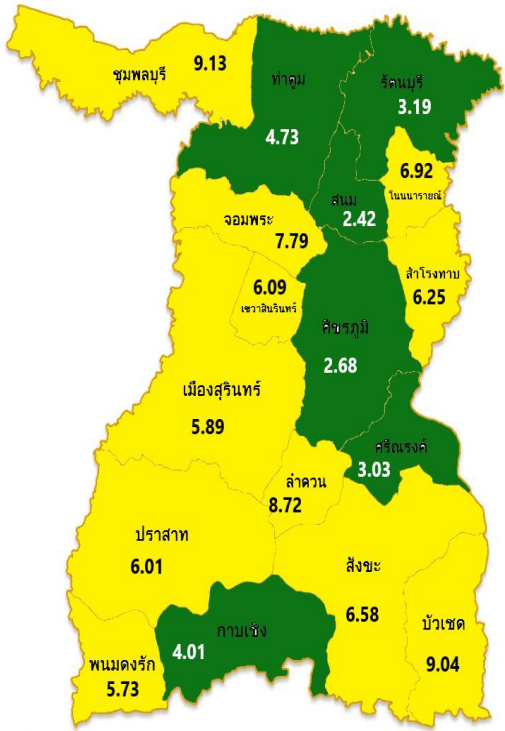 ชุมพลบุรี 9.13
ท่าตูม
4.73
รัตนบุรี
3.19
6.92
โนนนารายณ์
สนม
2.42
จอมพระ
7.79
สำโรงทาบ
6.25
6.09
เขวาสินรินทร์
ศีขรภูมิ
2.68
เมืองสุรินทร์
5.89
ศรีณรงค์
3.03
ลำดวน
8.72
ปราสาท
6.01
สังขะ
6.58
บัวเชด
9.04
กาบเชิง
4.01
พนมดงรัก
5.73